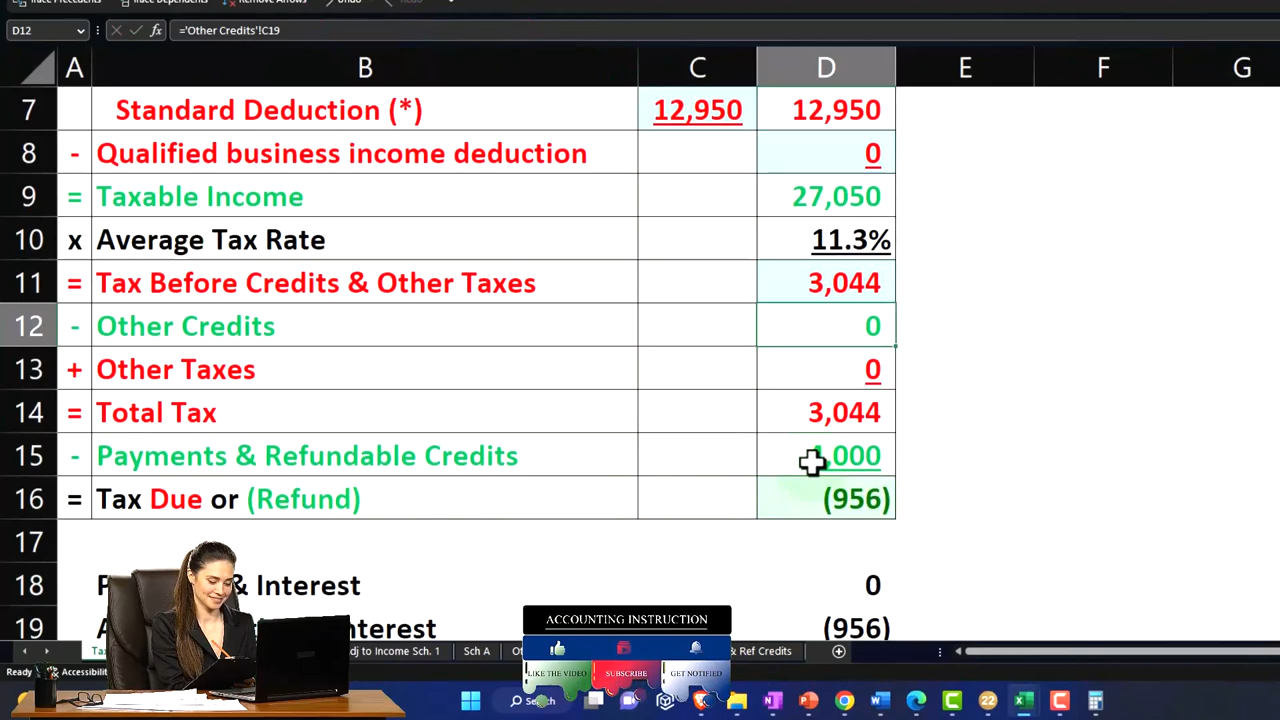 D12 ='Other Credits'!C19
A B C D E F G
7 Standard Deduction (*) 12,950 12,950
8 - Qualified business income deduction 0
9 = Taxable Income 27,050
10 x Average Tax Rate 11.3%
11 = Tax Before Credits & Other Taxes 3,044
12 - Other Credits 0
13 + Other Taxes 0
14 = Total Tax 3,044
15 - Payments & Refundable Credits 000
16 = Tax Due or (Refund) (956)
17
18 & Interest 0
19 (956)
ACCOUNTING INSTRUCTION
LIKE THE VIDEO SUBSCRIBE GET NOTIFIED
to Income Sch. 1 Sch A & Ref Credits
Ready Accessibility
Search 22